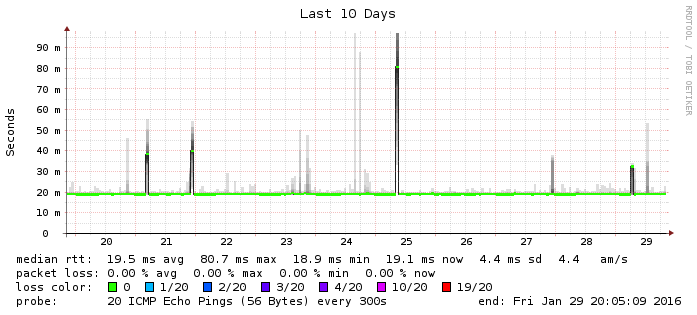 Last 10 Days
RRDTOOL / TOBI OETIKER
Seconds
90 m
80 m
70 m
60 m
50 m
40 m
30 m
20 m
10 m
0
20 21 22 23 24 25 26 27 28 29
median rtt: 19.5 ms avg 80.7 ms max 18.9 ms min 19.1 ms now 4.4 ms sd 4.4 am/s
packet loss: 0.00 % avg 0.00 % max 0.00 % min 0.00 % now
loss color: 0 1/20 2/20 3/20 4/20 10/20 19/20
probe: 20 ICMP Echo Pings (56 Bytes) every 300s end: Fri Jan 29 20:05:09 2016